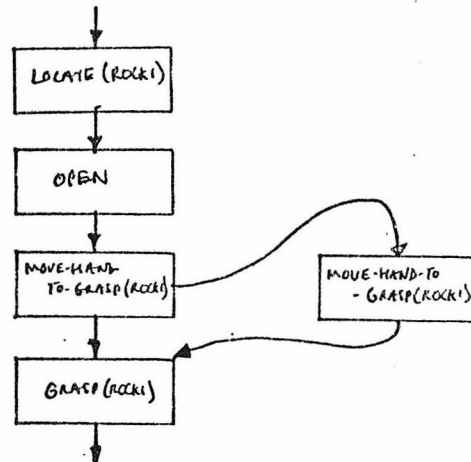 LOCATE (ROCK1)
OPEN
MOVE-HAND
TO-GRASP(ROCK1)
MOVE-HAND-TO
-GRASP(ROCK1)
GRASP(ROCK1)